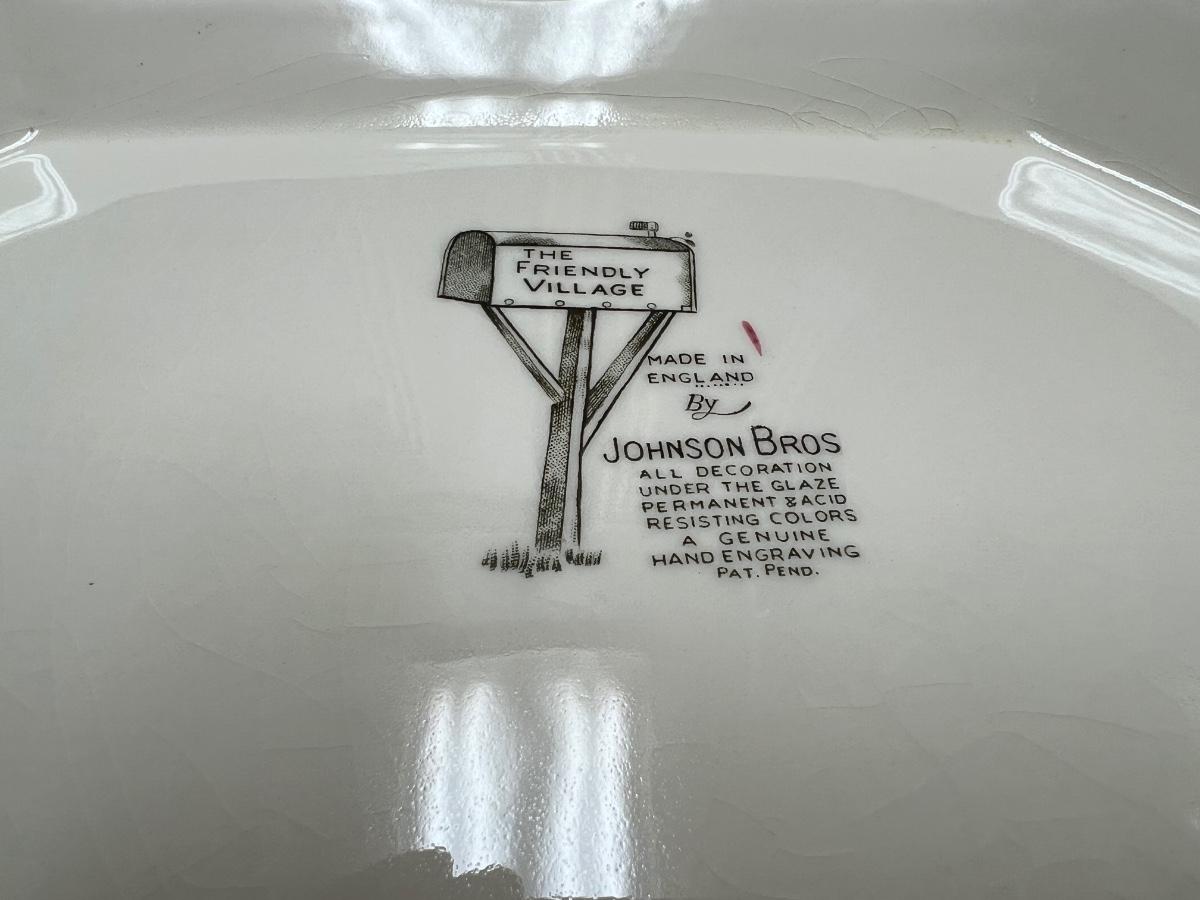 THE
FRIENDLY
VILLAGE
MADE IN
ENGLAND
By
JOHNSON BROS
ALL DECORATION
UNDER THE GLAZE
PERMANENT & ACID
RESISTING COLORS
A GENUINE
HAND ENGRAVING
PAT. PEND.